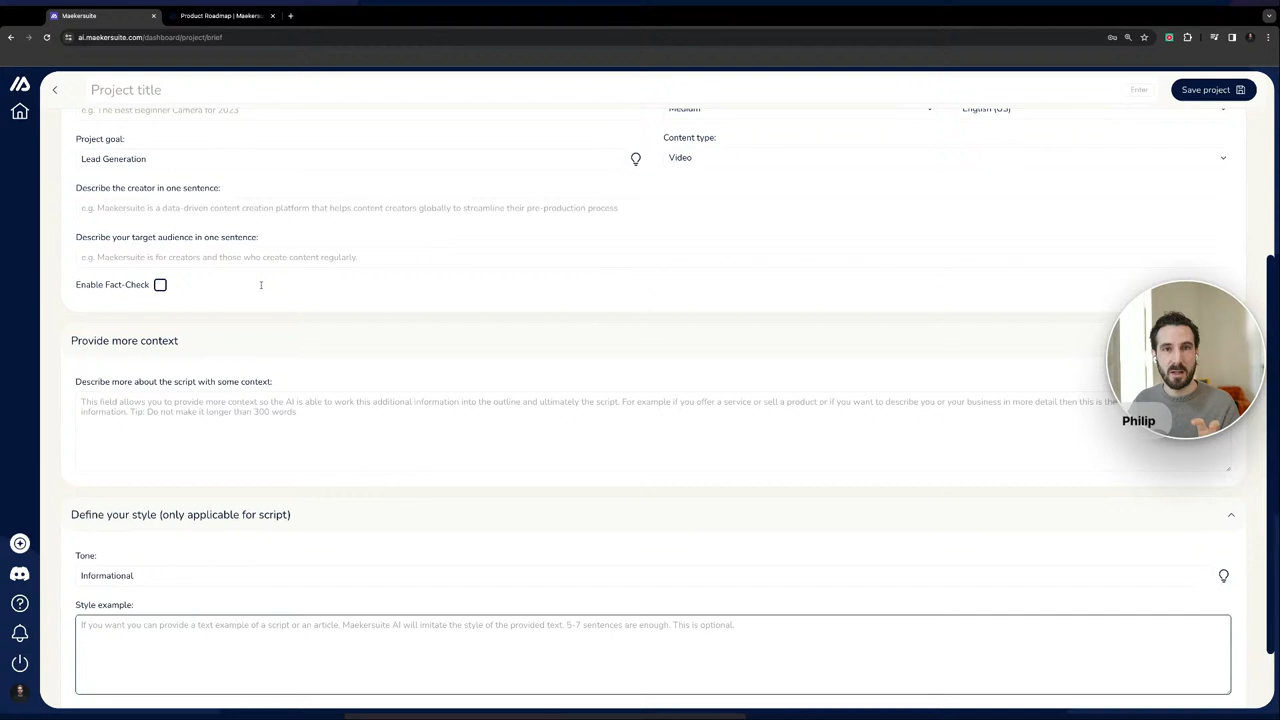 Maekersuite
Product Roadmap | Maekersu
ai.maekersuite.com/dashboard/project/brief
Project title
Enter
Save project
e.g. The Best Beginner Camera for 2023
Medium
English (US)
Project goal:
Content type:
Lead Generation
Video
Describe the creator in one sentence:
e.g. Maekersuite is a data-driven content creation platform that helps content creators globally to streamline their pre-production process
Describe your target audience in one sentence:
e.g. Maekersuite is for creators and those who create content regularly.
Enable Fact-Check
Provide more context
Describe more about the script with some context:
This field allows you to provide more context so the AI is able to work this additional information into the outline and ultimately the script. For example if you offer a service or sell a product or if you want to describe you or your business in more detail then this is the
information. Tip: Do not make it longer than 300 words
Philip
Define your style (only applicable for script)
Tone:
Informational
Style example:
If you want you can provide a text example of a script or an article. Maekersuite AI will imitate the style of the provided text. 5-7 sentences are enough. This is optional.